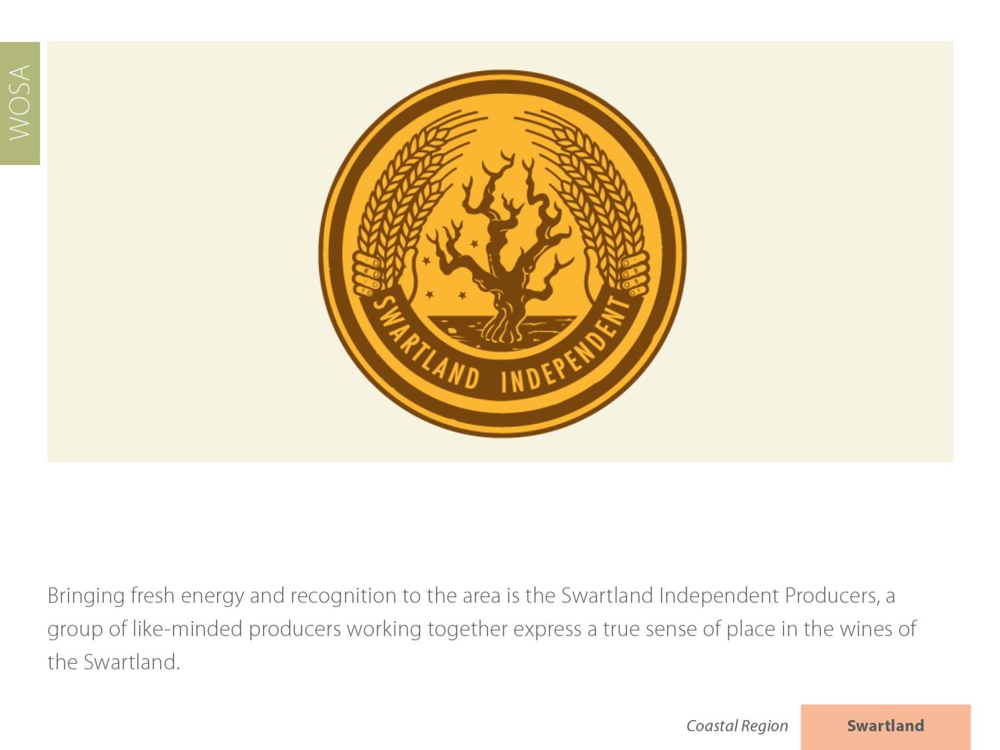 WOSA
SWARTLAND INDEPENDENT
Bringing fresh energy and recognition to the area is the Swartland Independent Producers, a
group of like-minded producers working together express a true sense of place in the wines of
the Swartland.
Coastal Region
Swartland